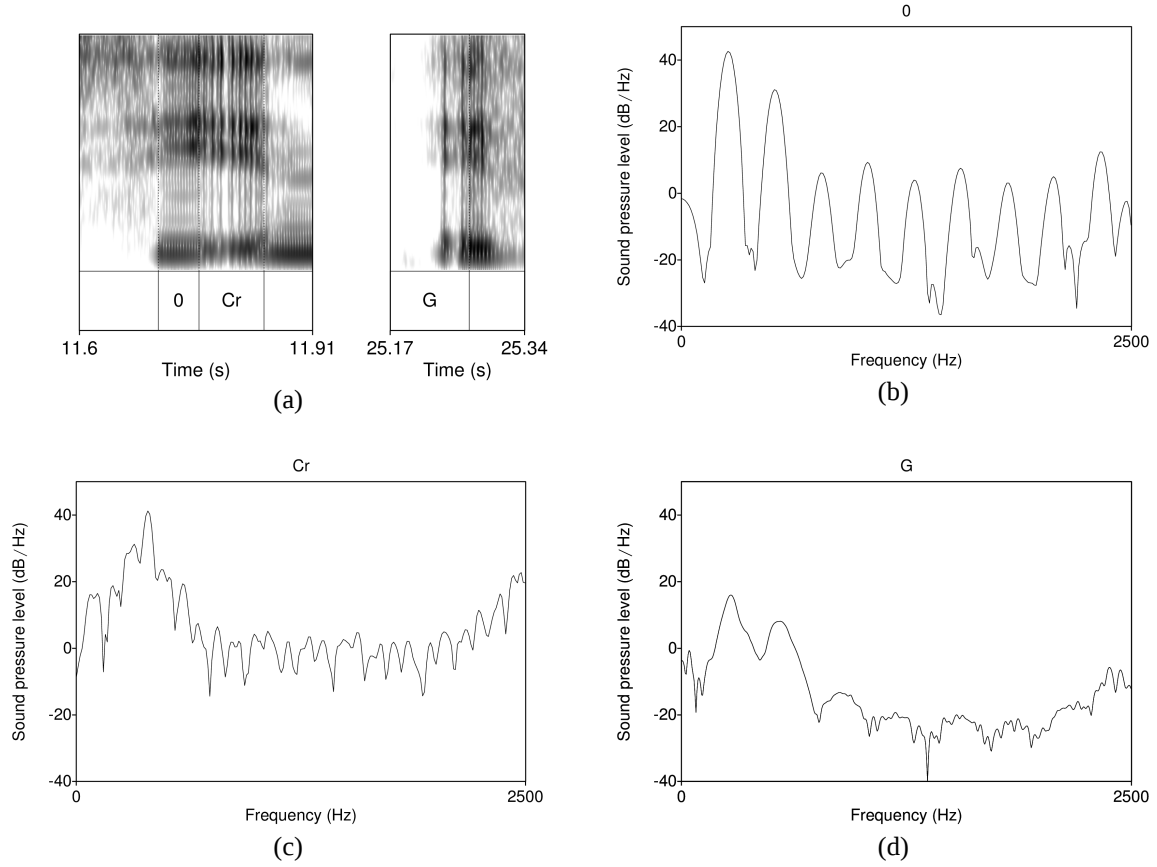 0 Cr G
11.6 11.91 25.17 25.34
Time (s) Time (s)
(a)
0
Sound pressure level (dB / Hz)
40
20
0
-20
-40
0 2500
Frequency (Hz)
(b)
Cr
Sound pressure level (dB / Hz)
40
20
0
-20
-40
0 2500
Frequency (Hz)
(c)
G
Sound pressure level (dB / Hz)
40
20
0
-20
-40
0 2500
Frequency (Hz)
(d)